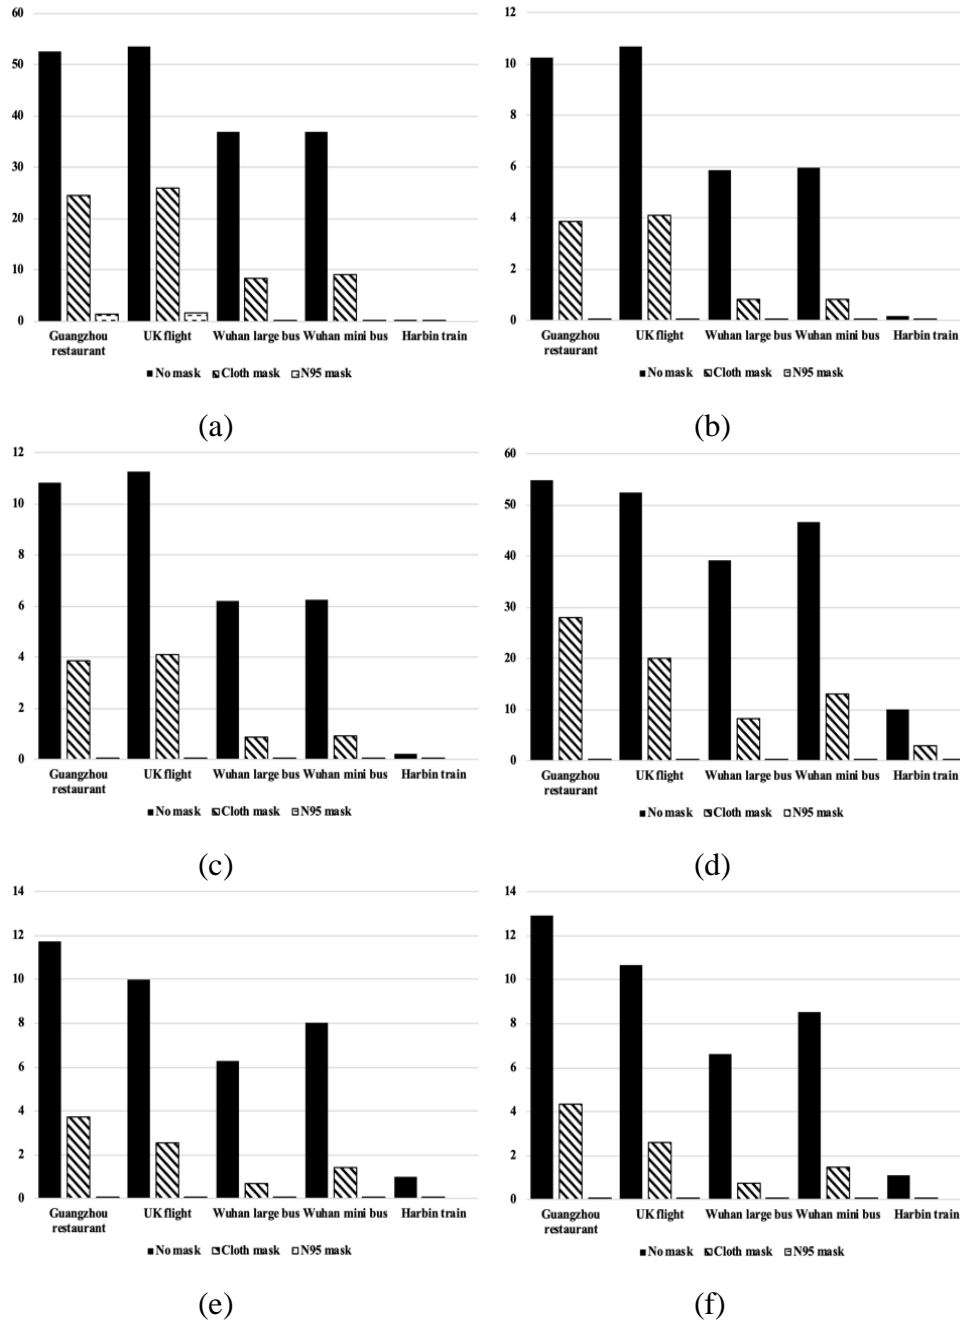 60
50
40
30
20
10
0
Guangzhou restaurant UK flight Wuhan large bus Wuhan mini bus Harbin train
No mask Cloth mask N95 mask
(a)
12
10
8
6
4
2
0
Guangzhou restaurant UK flight Wuhan large bus Wuhan mini bus Harbin train
No mask Cloth mask N95 mask
(b)
12
10
8
6
4
2
0
Guangzhou restaurant UK flight Wuhan large bus Wuhan mini bus Harbin train
No mask Cloth mask N95 mask
(c)
60
50
40
30
20
10
0
Guangzhou restaurant UK flight Wuhan large bus Wuhan mini bus Harbin train
No mask Cloth mask N95 mask
(d)
14
12
10
8
6
4
2
0
Guangzhou restaurant UK flight Wuhan large bus Wuhan mini bus Harbin train
No mask Cloth mask N95 mask
(e)
14
12
10
8
6
4
2
0
Guangzhou restaurant UK flight Wuhan large bus Wuhan mini bus Harbin train
No mask Cloth mask N95 mask
(f)